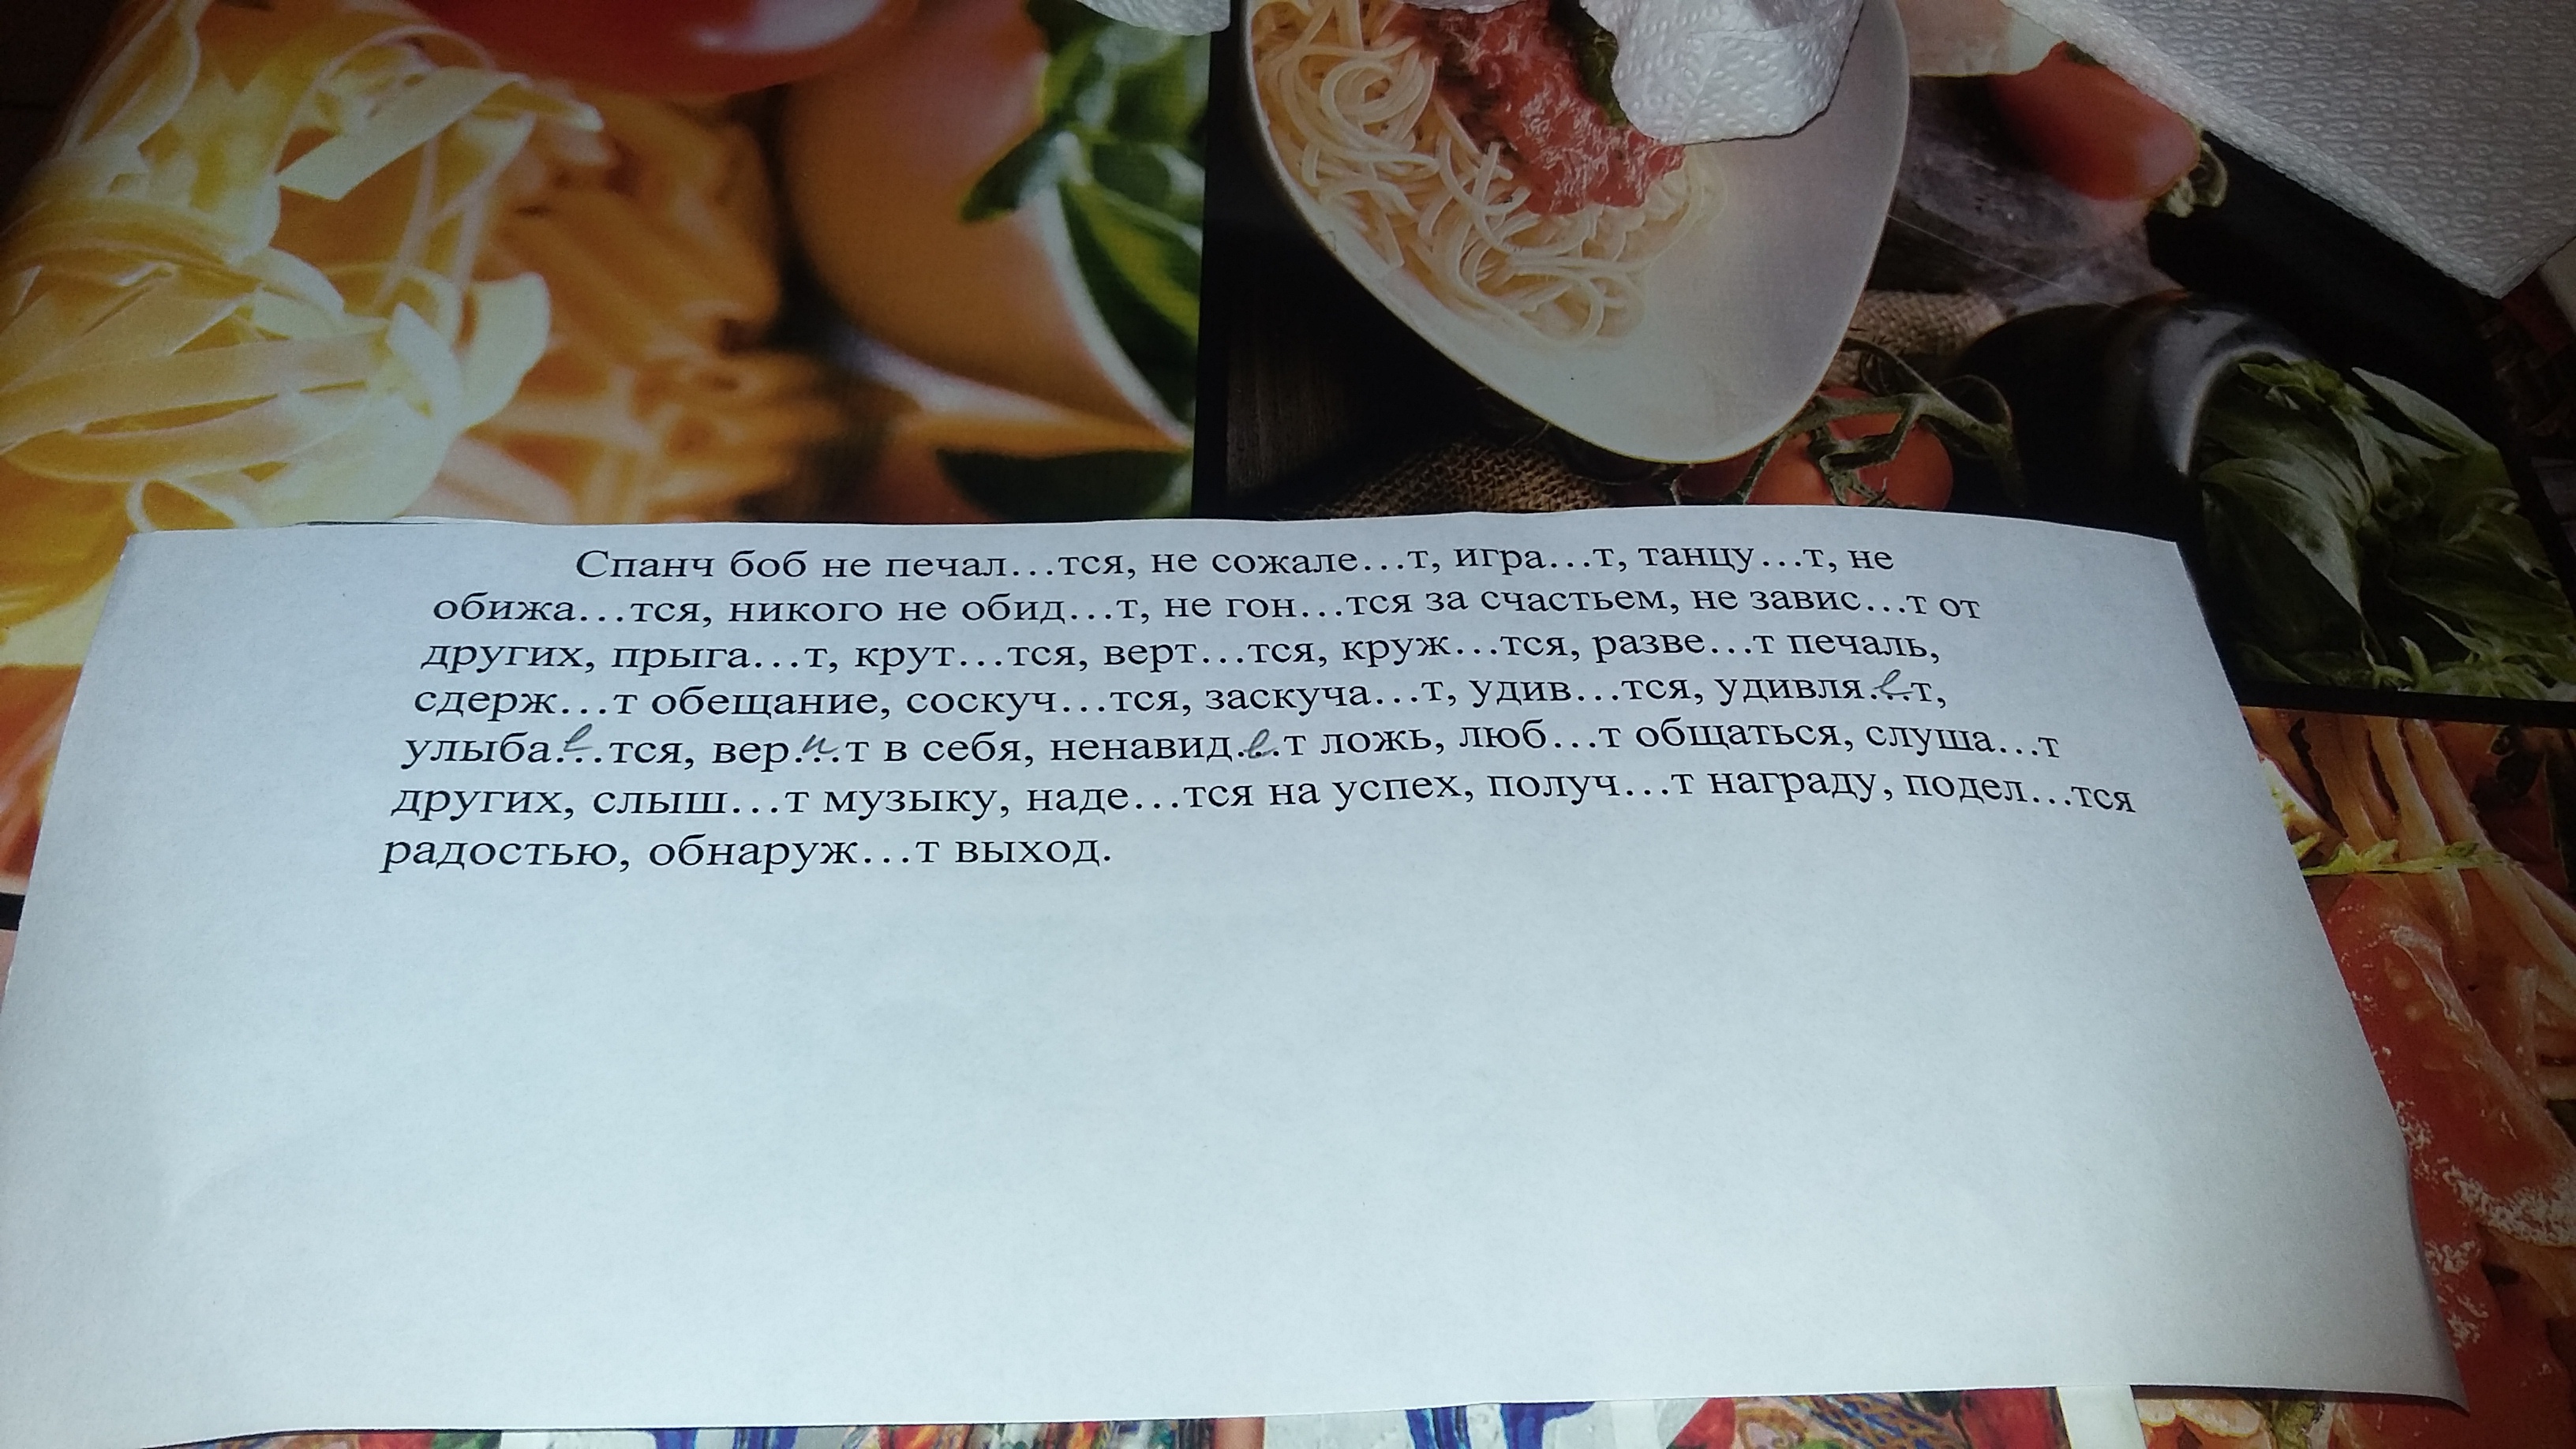 Спанч боб не печал...тся, не сожале...т, игра...т, танцу...т, не
обижа...тся, никого не обид...т, не гон...тся за счастьем, не завис...т от
других, прыга...т, крут...тся, верт...тся, круж...тся, разве...т печаль,
сдерж...т обещание, соскуч...тся, заскуча...т, удив...тся, удивля.е.т,
улыба.е..тся, вер.и.т в себя, ненавид.е.т ложь, люб...т общаться, слуша...т
других, слыш...т музыку, наде...тся на успех, получ...т награду, подел...тся
радостью, обнаруж...т выход.